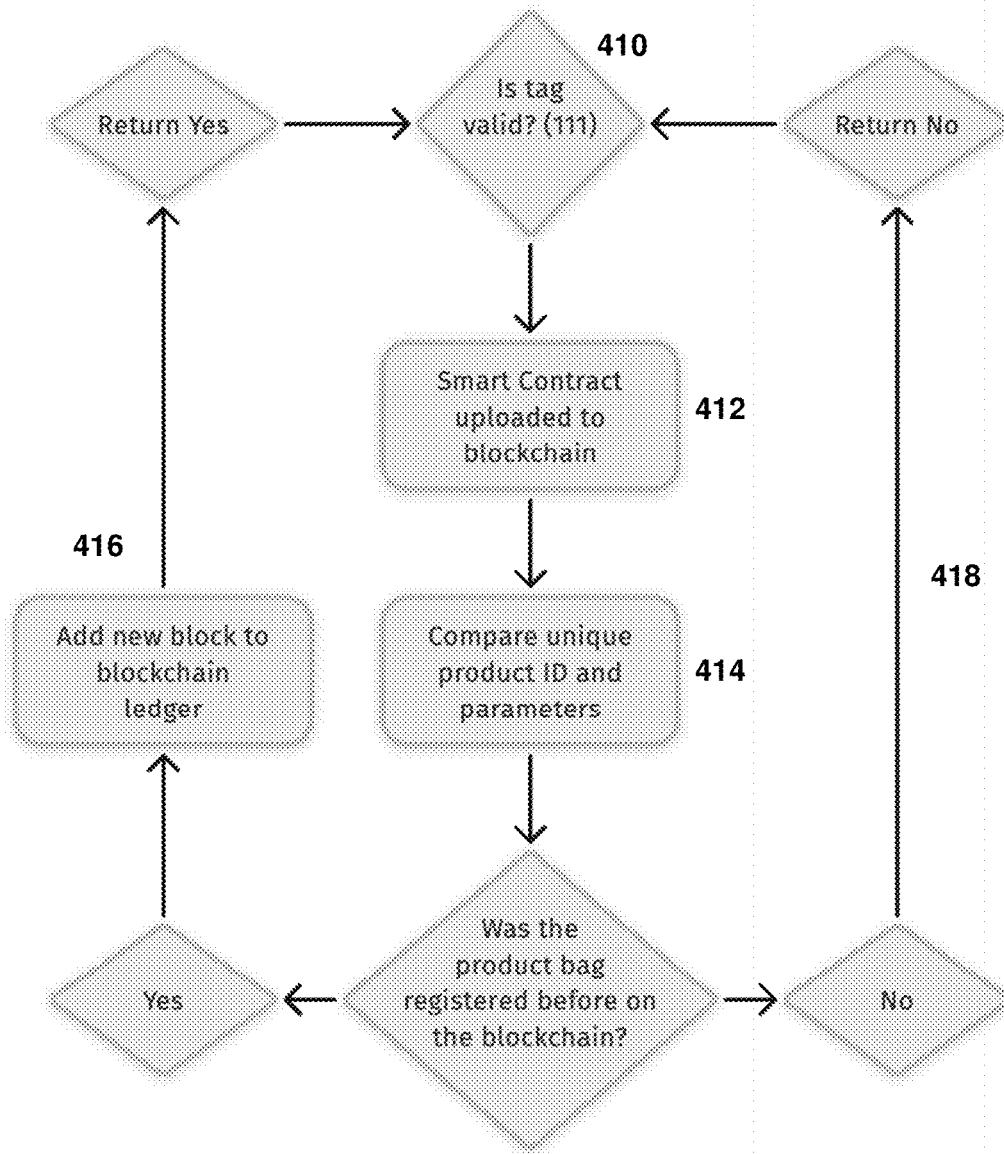 410
Return Yes
Is tag
valid? (111)
Return No
Smart Contract
uploaded to
blockchain
412
416
418
Add new block to
blockchain
ledger
Compare unique
product ID and
parameters
414
Yes
Was the
product bag
registered before on
the blockchain?
No